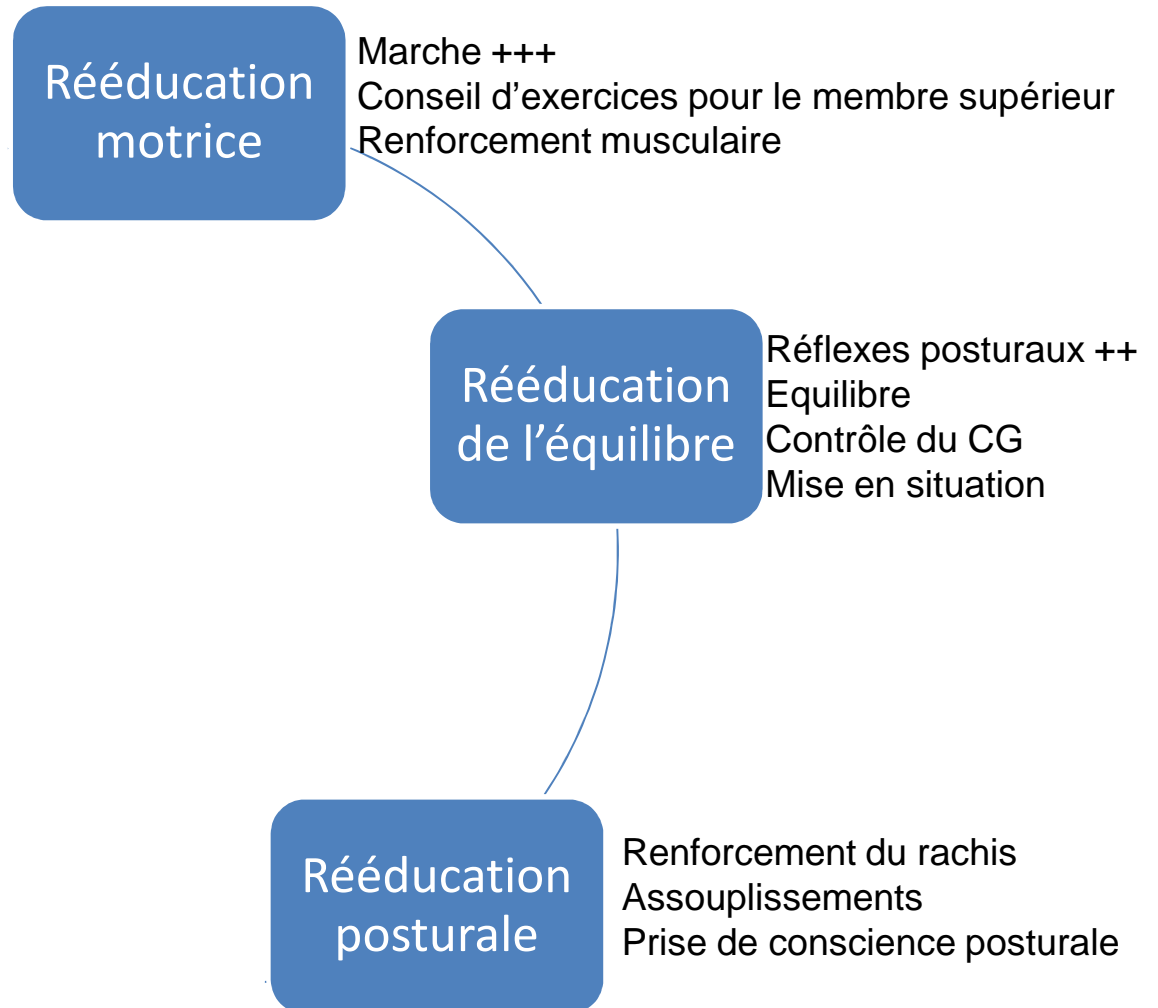 Rééducation
motrice
Marche +++
Conseil d’exercices pour le membre supérieur
Renforcement musculaire
Rééducation
de l’équilibre
Réflexes posturaux ++
Equilibre
Contrôle du CG
Mise en situation
Rééducation
posturale
Renforcement du rachis
Assouplissements
Prise de conscience posturale